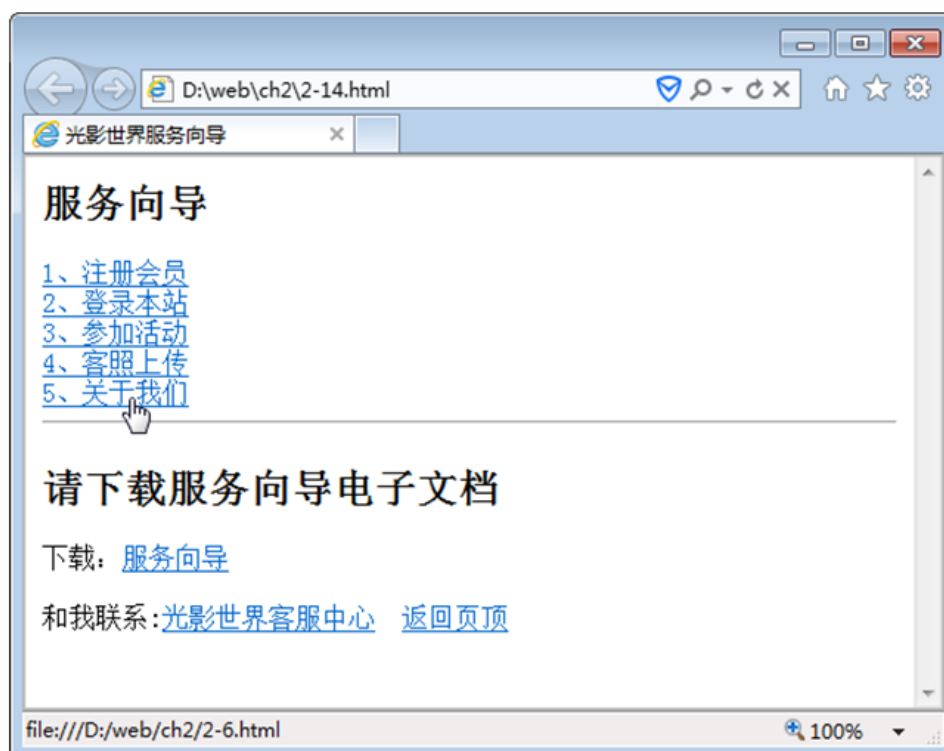 D:\web\ch2\2-14.html
光影世界服务向导
服务向导
1、注册会员
2、登录本站
3、参加活动
4、客照上传
5、关于我们
请下载服务向导电子文档
下载：服务向导
和我联系:光影世界客服中心 返回页顶
file:///D:/web/ch2/2-6.html 100%